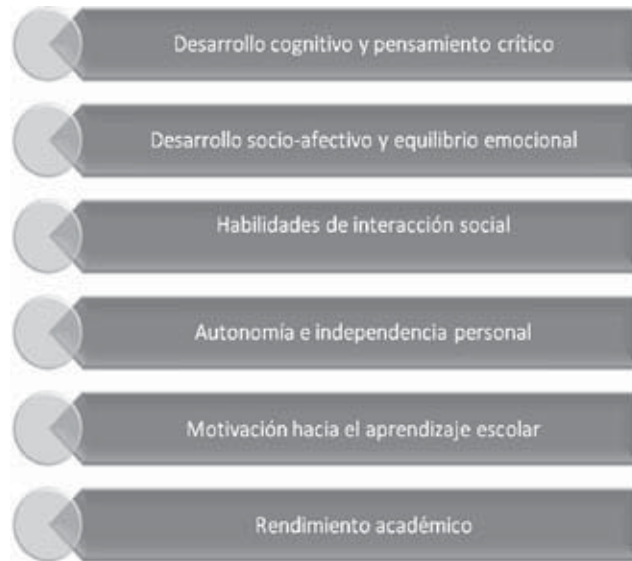 Desarrollo cognitivo y pensamiento crítico
Desarrollo socio-afectivo y equilibrio emocional
Habilidades de interacción social
Autonomía e independencia personal
Motivación hacia el aprendizaje escolar
Rendimiento académico